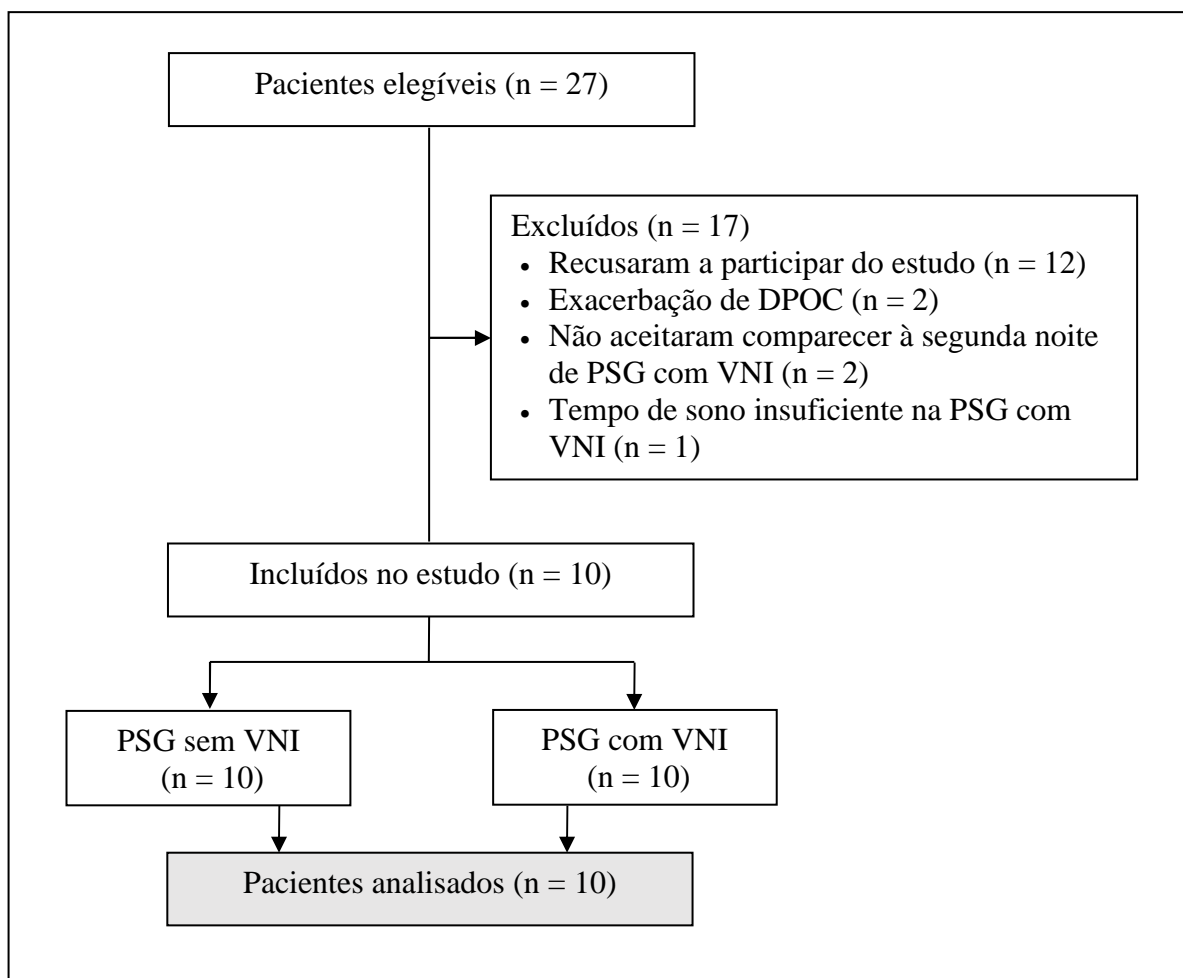 Pacientes elegíveis (n = 27)
Excluídos (n = 17)
• Recusaram a participar do estudo (n = 12)
• Exacerbação de DPOC (n = 2)
• Não aceitaram comparecer à segunda noite
de PSG com VNI (n = 2)
• Tempo de sono insuficiente na PSG com
VNI (n = 1)
Incluídos no estudo (n = 10)
PSG sem VNI
(n = 10)
PSG com VNI
(n = 10)
Pacientes analisados (n = 10)